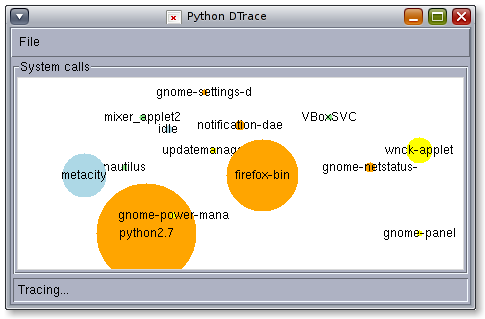 Python DTrace
File
System calls
gnome-settings-d
mixer_applet2
VBoxSVC
idle
notification-dae
updatemanag
wnck-applet
nautilus
gnome-netstatus-
metacity
firefox-bin
gnome-power-mana
python2.7
gnome-panel
Tracing...